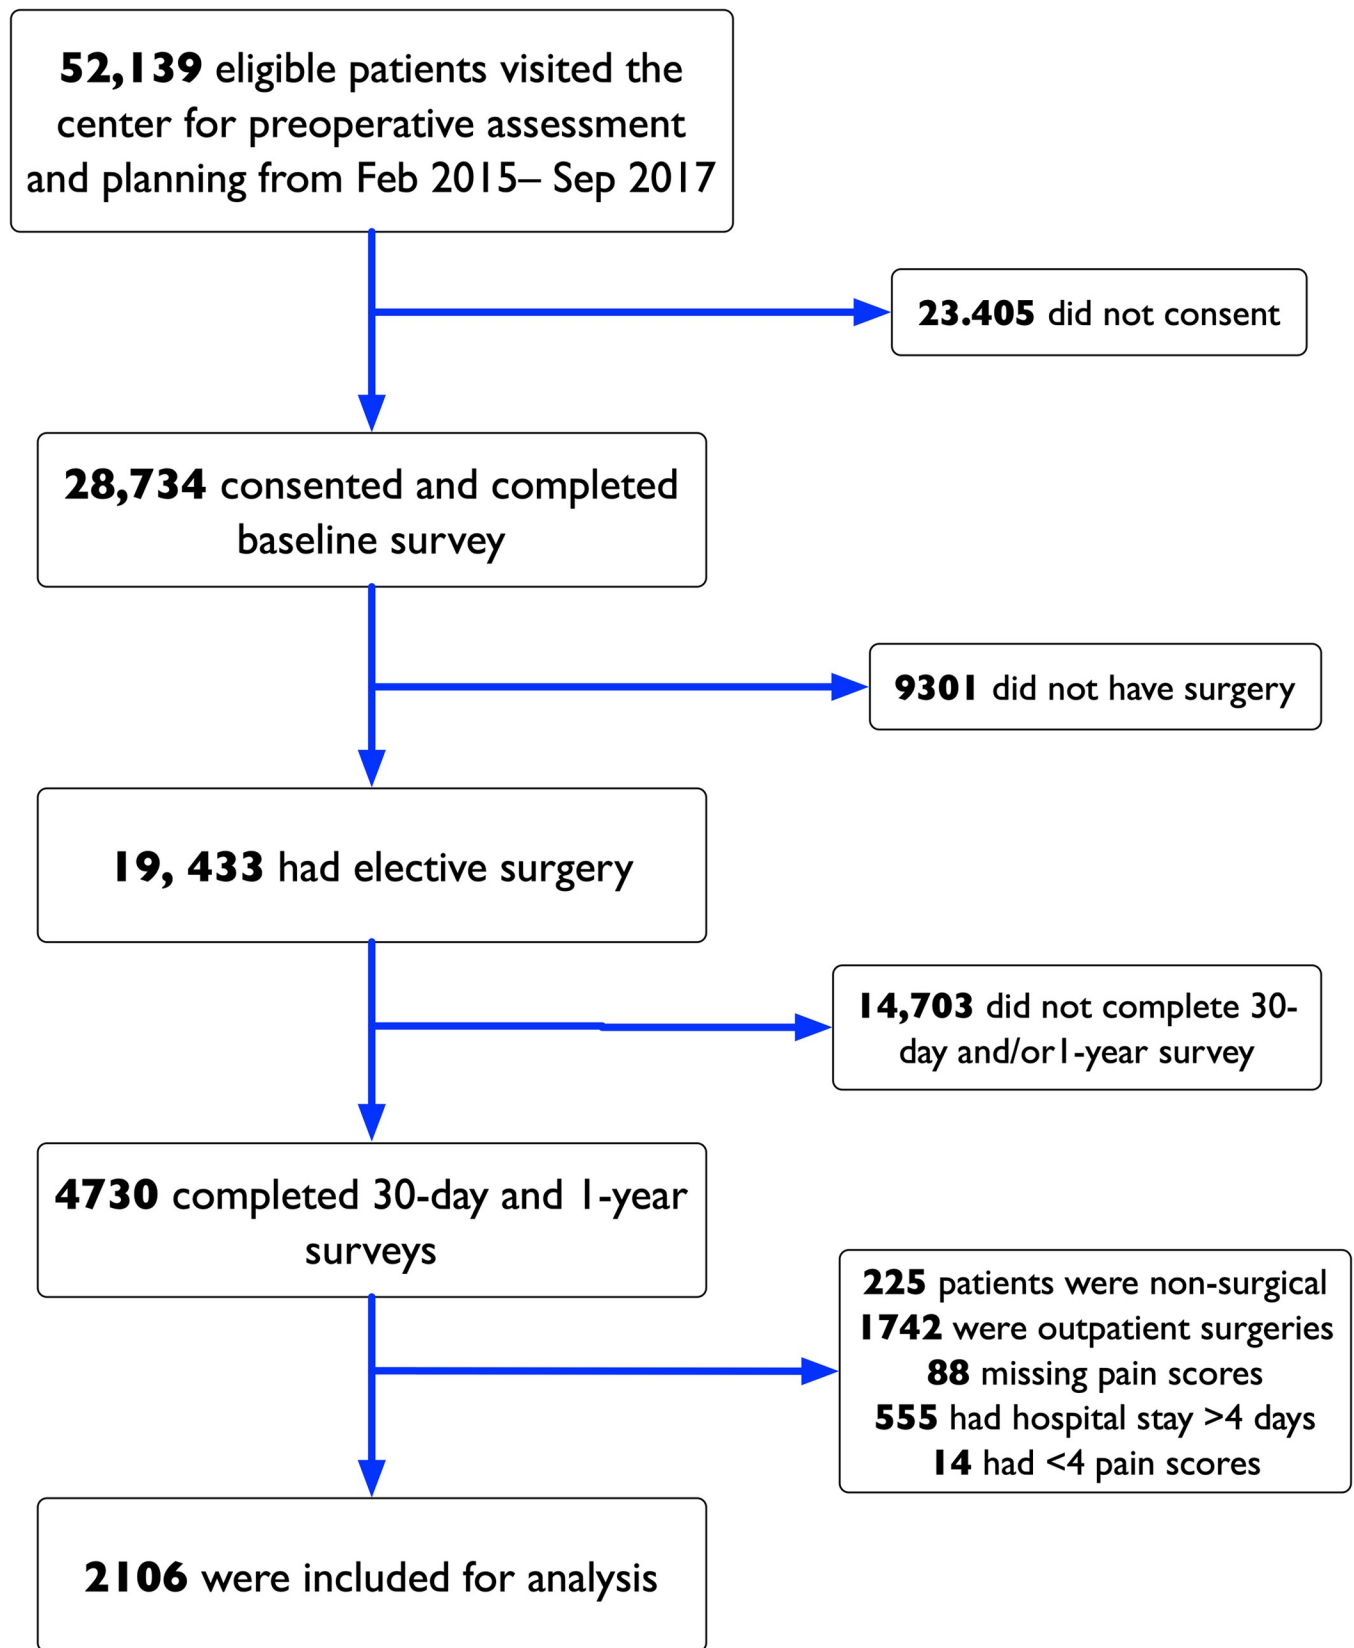 52,139 eligible patients visited the
center for preoperative assessment
and planning from Feb 2015– Sep 2017
23.405 did not consent
28,734 consented and completed
baseline survey
9301 did not have surgery
19, 433 had elective surgery
14,703 did not complete 30-
day and/or1-year survey
4730 completed 30-day and 1-year
surveys
225 patients were non-surgical
1742 were outpatient surgeries
88 missing pain scores
555 had hospital stay >4 days
14 had <4 pain scores
2106 were included for analysis